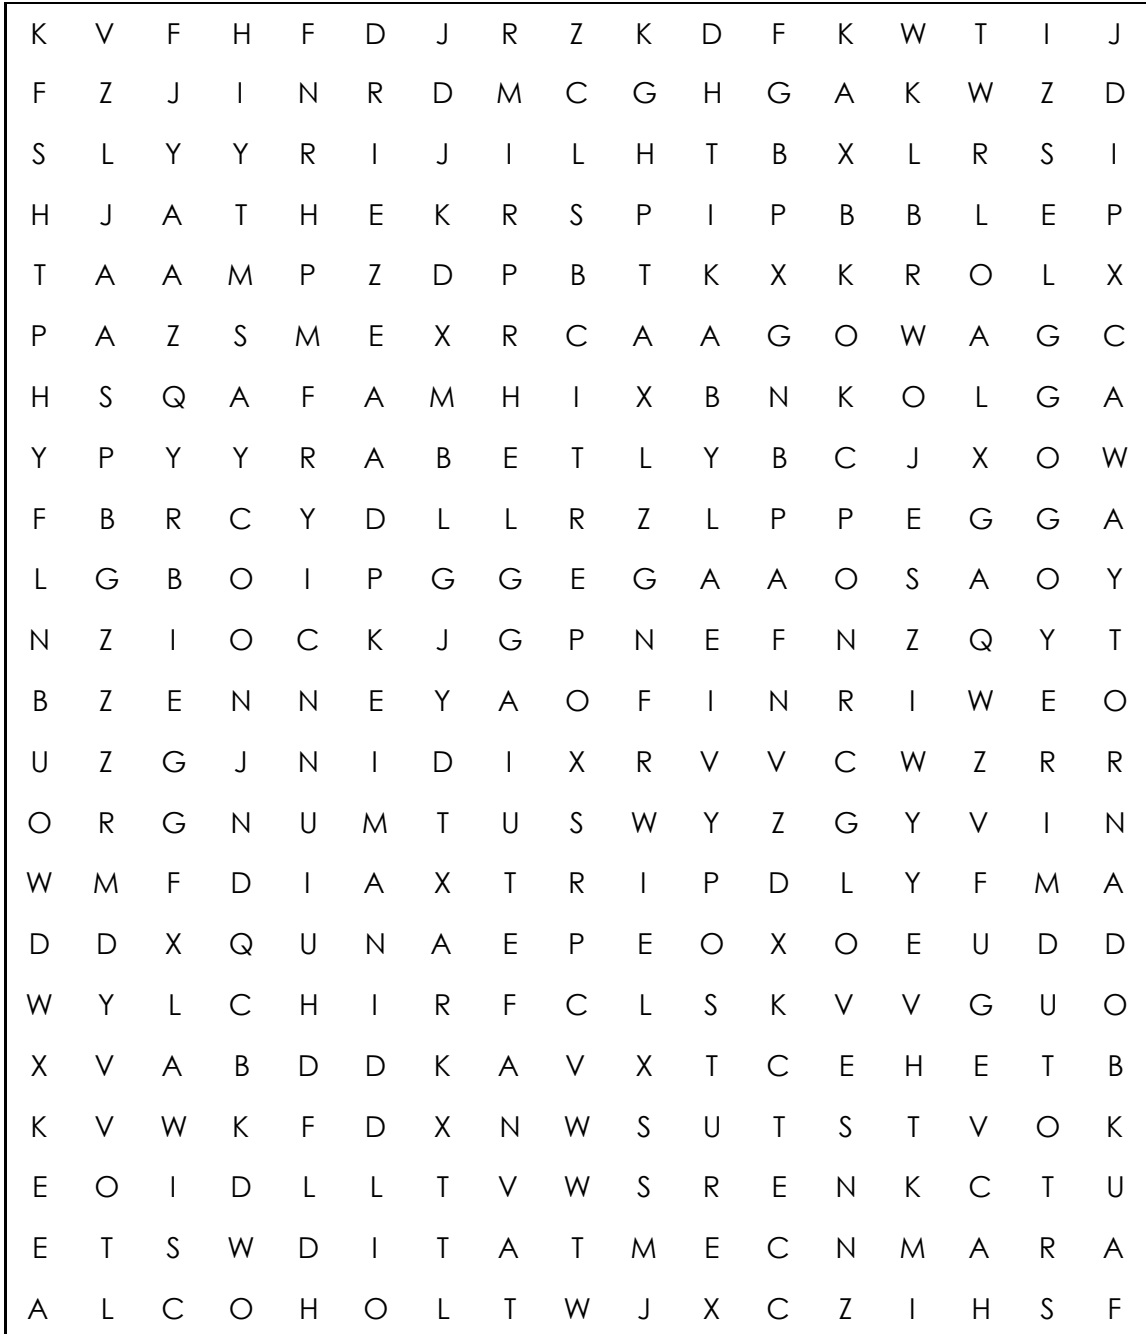 K V F H F D J R Z K D F K W T I J
F Z J I N R D M C G H G A K W Z D
S L Y Y R I J I L H T B X L R S I
H J A T H E K R S P I P B B L E P
T A A M P Z D P B T K X K R O L X
P A Z S M E X R C A A G O W A G C
H S Q A F A M H I X B N K O L G A
Y P Y Y R A B E T L Y B C J X O W
F B R C Y D L L R Z L P P E G G A
L G B O I P G G E G A A O S A O Y
N Z I O C K J G P N E F N Z Q Y T
B Z E N N E Y A O F I N R I W E O
U Z G J N I D I X R V V C W Z R R
O R G N U M T U S W Y Z G Y V I N
W M F D I A X T R I P D L Y F M A
D D X Q U N A E P E O X O E U D D
W Y L C H I R F C L S K V V G U O
X V A B D D K A V X T C E H E T B
K V W K F D X N W S U T S T V O K
E O I D L L T V W S R E N K C T U
E T S W D I T A T M E C N M A R A
A L C O H O L T W J X C Z I H S F